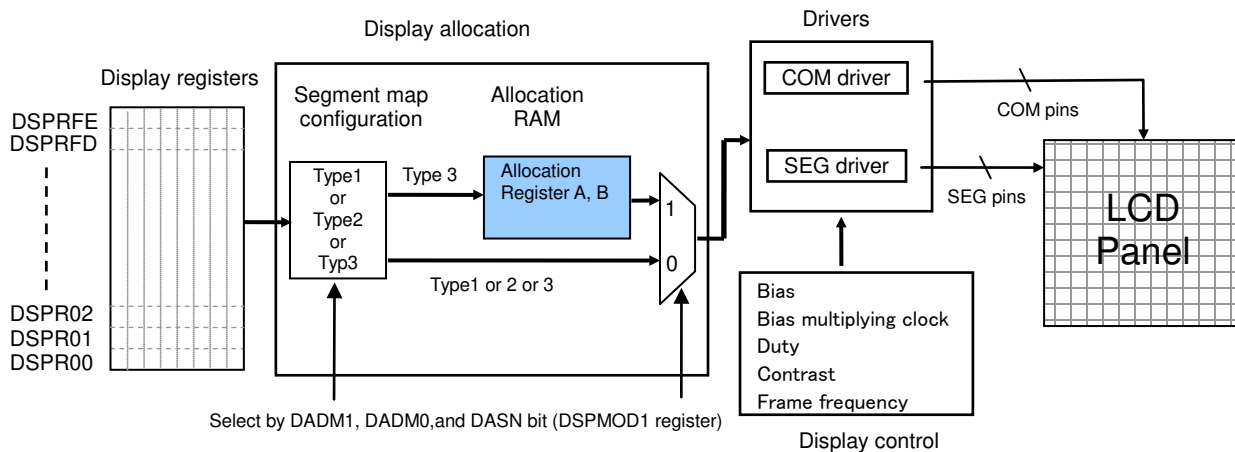 Display registers
DSPRFE
DSPRFD
DSPR02
DSPR01
DSPR00
Display allocation
Segment map
configuration
Type1
or
Type2
or
Typ3
Type 3
Type1 or 2 or 3
Allocation
RAM
Allocation
Register A, B
1
0
Select by DADM1, DADM0,and DASN bit (DSPMOD1 register)
Drivers
COM driver
SEG driver
COM pins
SEG pins
LCD
Panel
Bias
Bias multiplying clock
Duty
Contrast
Frame frequency
Display control